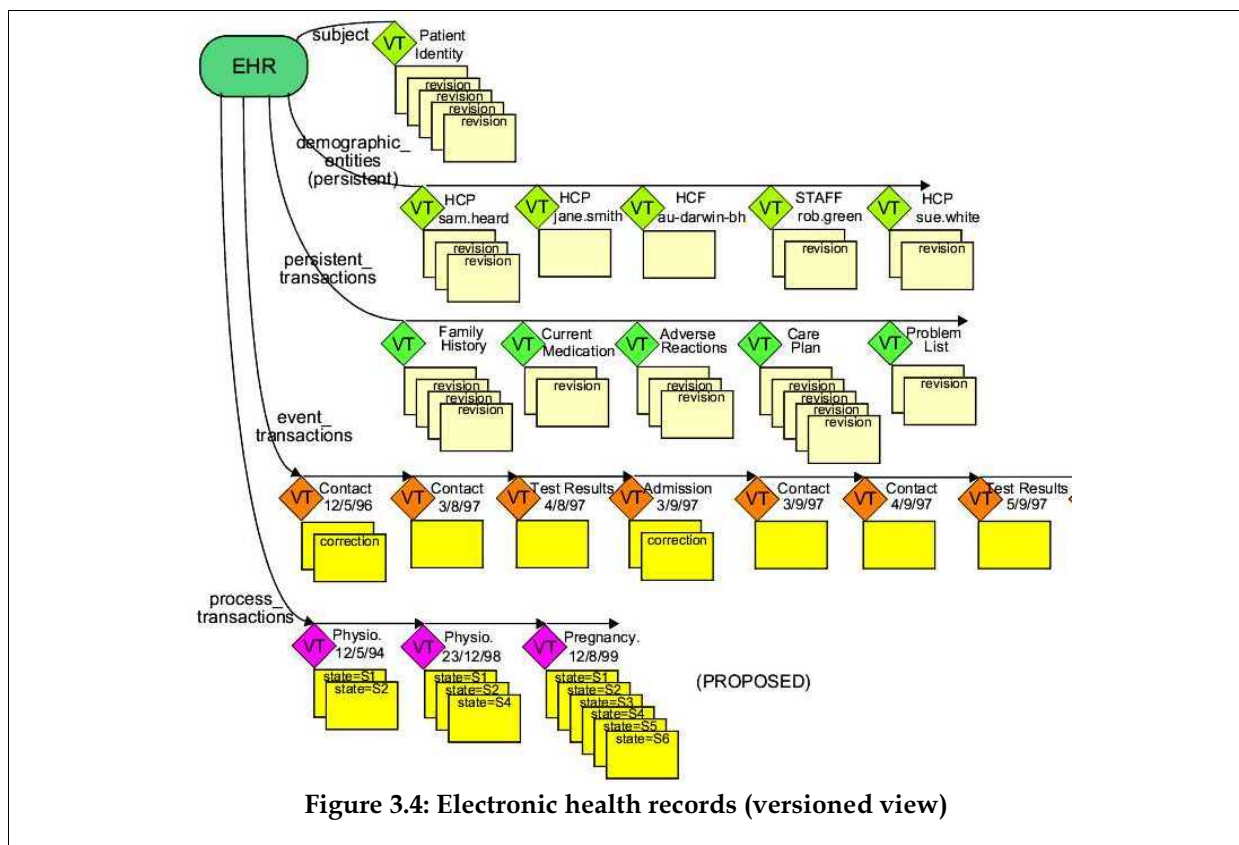 subject
EHR
VT
Patient
Identity
revision
revision
revision
revision
demographic_
entities
(persistent)
VT
HCP
sam.heard
revision
revision
VT
HCP
jane.smith
VT
HCF
au-darwin-bh
VT
STAFF
rob.green
revision
VT
HCP
sue.white
revision
persistent_
transactions
VT
Family
History
revision
revision
revision
VT
Current
Medication
revision
VT
Adverse
Reactions
revision
revision
VT
Care
Plan
revision
revision
revision
revision
VT
Problem
List
revision
event_
transactions
VT
Contact
12/5/96
correction
VT
Contact
3/8/97
VT
Test Results
4/8/97
VT
Admission
3/9/97
correction
VT
Contact
3/9/97
VT
Contact
4/9/97
VT
Test Results
5/9/97
process_
transactions
VT
Physio.
12/5/94
state=S1
state=S2
VT
Physio.
23/12/98
state=S1
state=S2
state=S4
VT
Pregnancy.
12/8/99
state=S1
state=S2
state=S3
state=S4
state=S5
state=S6
(PROPOSED)
Figure 3.4: Electronic health records (versioned view)